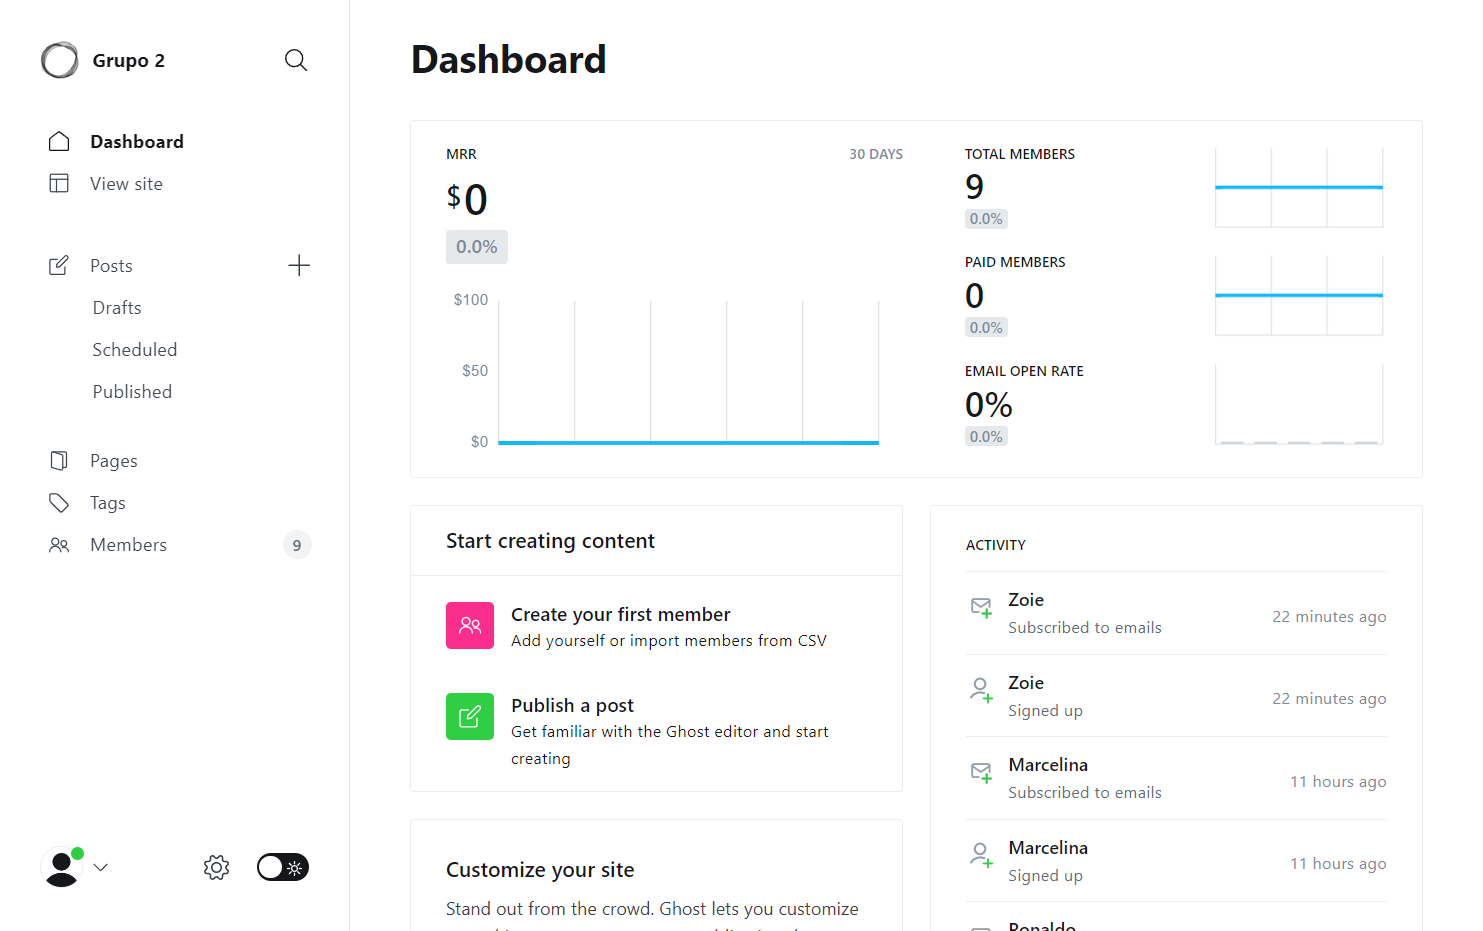 Grupo 2
Dashboard
View site
Posts
Drafts
Scheduled
Published
Pages
Tags
Members
9
Dashboard
MRR
30 DAYS
$0
0.0%
$100
$50
$0
TOTAL MEMBERS
9
0.0%
PAID MEMBERS
0
0.0%
EMAIL OPEN RATE
0%
0.0%
Start creating content
Create your first member
Add yourself or import members from CSV
Publish a post
Get familiar with the Ghost editor and start
creating
Customize your site
Stand out from the crowd. Ghost lets you customize
ACTIVITY
Zoie
Subscribed to emails
22 minutes ago
Zoie
Signed up
22 minutes ago
Marcelina
Subscribed to emails
11 hours ago
Marcelina
Signed up
11 hours ago
Ronaldo